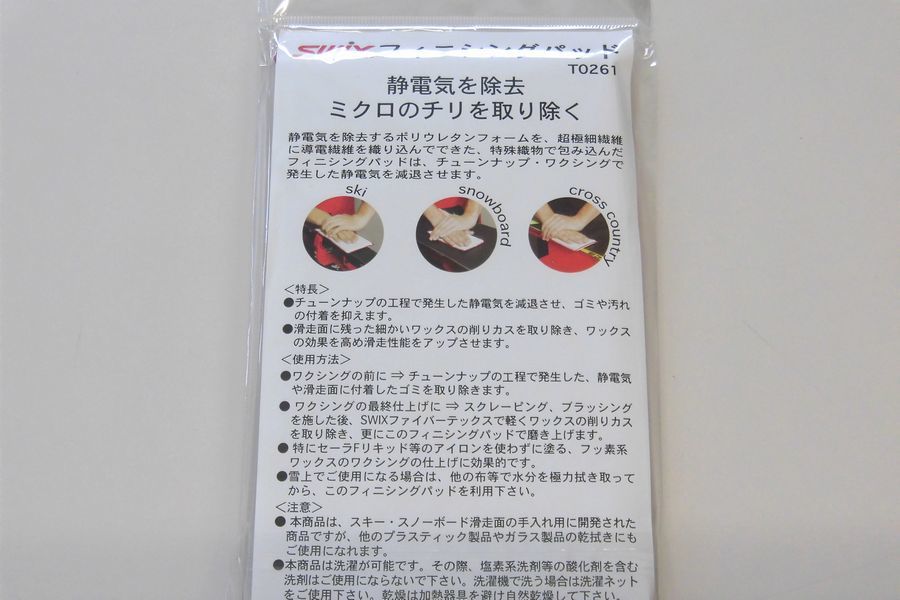 SWIX フィニシングパッド
T0261
静電気を除去
ミクロのチリを取り除く
静電気を除去するポリウレタンフォームを、超極細繊維
に導電繊維を織り込んでできた、特殊織物で包み込んだ
フィニシングパッドは、チューンナップ・ワクシングで
発生した静電気を減退させます。
ski
snowboard
cross country
＜特長＞
●チューンナップの工程で発生した静電気を減退させ、ゴミや汚れ
の付着を抑えます。
●滑走面に残った細かいワックスの削りカスを取り除き、ワックス
の効果を高め滑走性能をアップさせます。
＜使用方法＞
●ワクシングの前に ⇒ チューンナップの工程で発生した、静電気
や滑走面に付着したゴミを取り除きます。
● ワクシングの最終仕上げに ⇒ スクレーピング、ブラッシング
を施した後、SWIXファイバーテックスで軽くワックスの削りカス
を取り除き、更にこのフィニシングパッドで磨き上げます。
● 特にセーラFリキッド等のアイロンを使わずに塗る、フッ素系
ワックスのワクシングの仕上げに効果的です。
●雪上でご使用になる場合は、他の布等で水分を極力拭き取って
から、このフィニシングパッドを利用下さい。
＜注意＞
● 本商品は、スキー・スノーボード滑走面の手入れ用に開発された
商品ですが、他のプラスティック製品やガラス製品の乾拭きにも
ご使用になれます。
●本商品は洗濯が可能です。その際、塩素系洗剤等の酸化剤を含む
洗剤はご使用にならないで下さい。洗濯機で洗う場合は洗濯ネット
をご使用下さい。乾燥は加熱器具を避け自然乾燥して下さい。